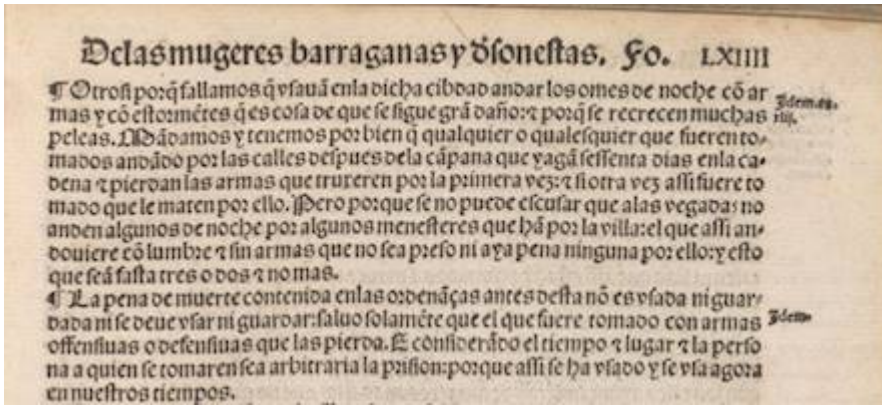 Delas mugeres barraganas y d̃sonestas. Fo. LXIIII
¶ Otrosi porq̃ fallamos q̃ vsauã enla dicha cibdad andar los omes de noche cõ ar
mas y cõ estormẽtes q̃ es cosa de que se sigue grã daño: ⁊ porq̃ se recrecen muchas
Idem.es.
iiij.
peleas. Mãdamos y tenemos por bien q̃ qualquier o qualesquier que fueren to-
mados andãdo por las calles despues dela cãpana que yagã sessenta dias enla ca-
dena ⁊ pierdan las armas que truxeren por la primera vez: ⁊ si otra vez assi fuere to
mado que le maten por ello. Pero porque se no puede escusar que alas vegadas no
anden algunos de noche por algunos menesteres que hã por la villa: el que assi an-
douiere cõ lumbre ⁊ sin armas que no sea preso ni aya pena ninguna por ello: y esto
que seã fasta tres o dos ⁊ no mas.
¶ La pena de muerte contenida enlas ordenãças antes desta nõ es vsada ni guar-
dada ni se deue vsar ni guardar: saluo solamẽte que el que fuere tomado con armas
Idem
offensiuas o defensiuas que las pierda. E considerãdo el tiempo ⁊ lugar ⁊ la perso
na a quien se tomaren sea arbitraria la prision: porque assi se ha vsado y se vsa agora
en nuestros tiempos.